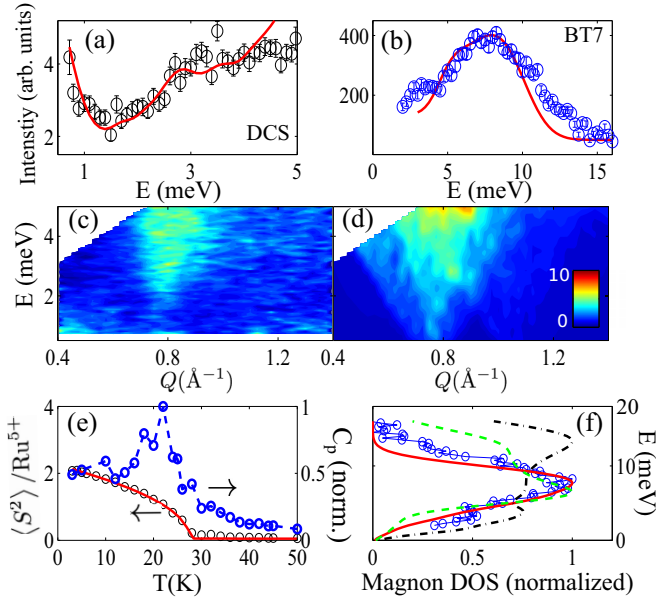 (a)
DCS
Intenstiy (arb. units)
4
2
1 3 5
E (meV)
(b)
BT7
400
200
0 5 10 15
E (meV)
(c)
E (meV)
4
2
0.4 0.8 1.2
Q(Å⁻¹)
(d)
10
0
0.4 0.8 1.2
Q(Å⁻¹)
(e)
⟨S²⟩/Ru⁵⁺
4
2
0
0 10 20 30 40 50
T(K)
1
0.5
0
C_p (norm.)
(f)
20
10
0
E (meV)
0 0.5 1
Magnon DOS (normalized)